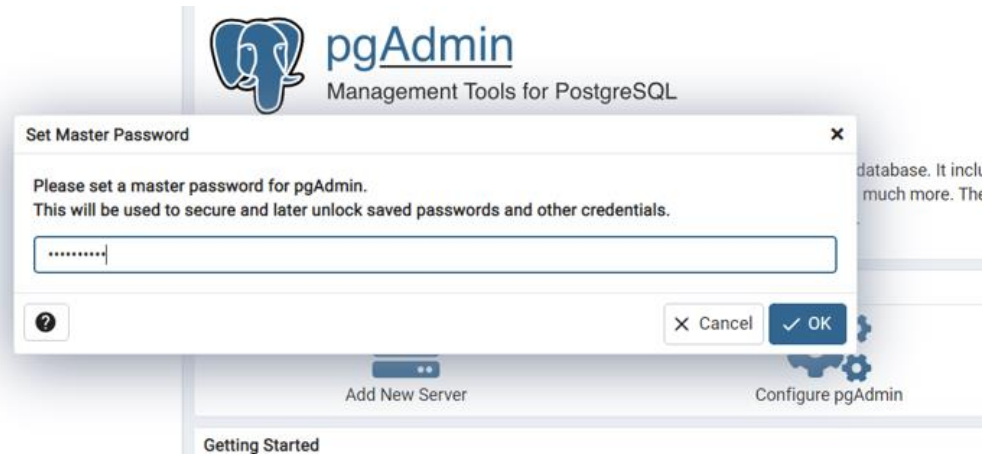 pgAdmin
Management Tools for PostgreSQL
Set Master Password
database. It
much more.
Please set a master password for pgAdmin.
This will be used to secure and later unlock saved passwords and other credentials.
••••••••••
Cancel
OK
Add New Server
Configure pgAdmin
Getting Started